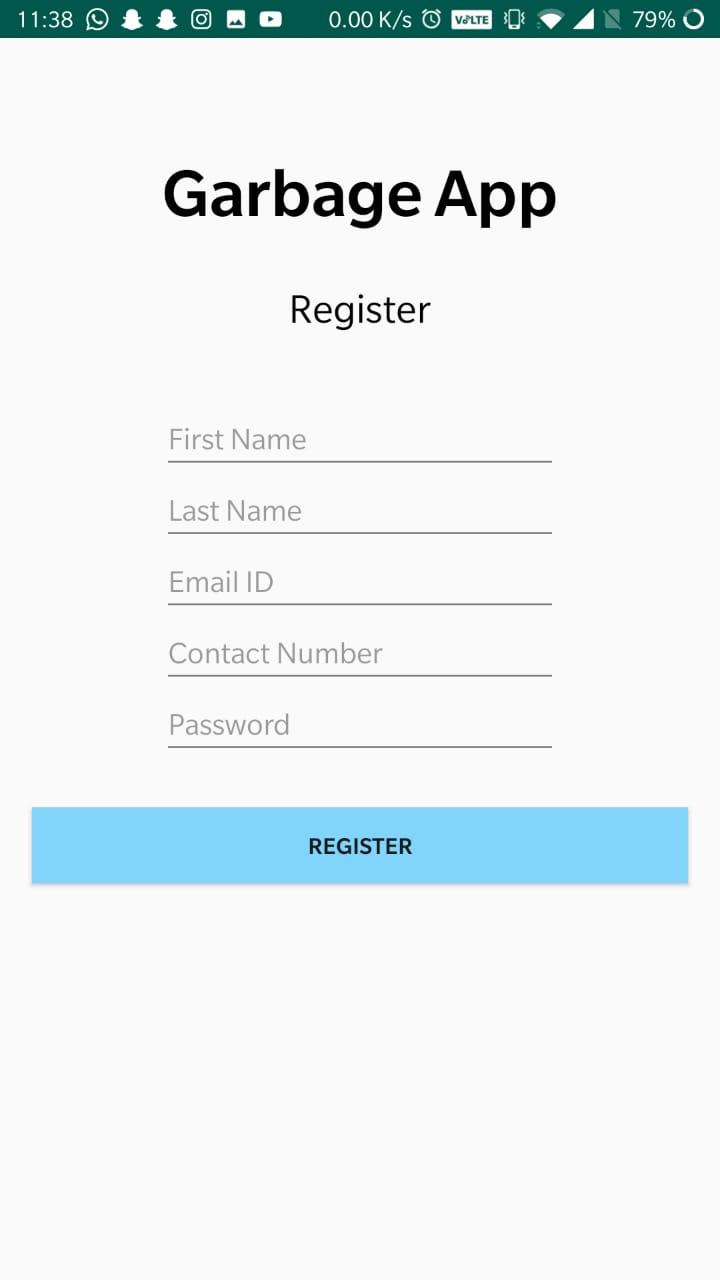 11:38 0.00 K/s VoLTE 79%
Garbage App
Register
First Name
Last Name
Email ID
Contact Number
Password
REGISTER